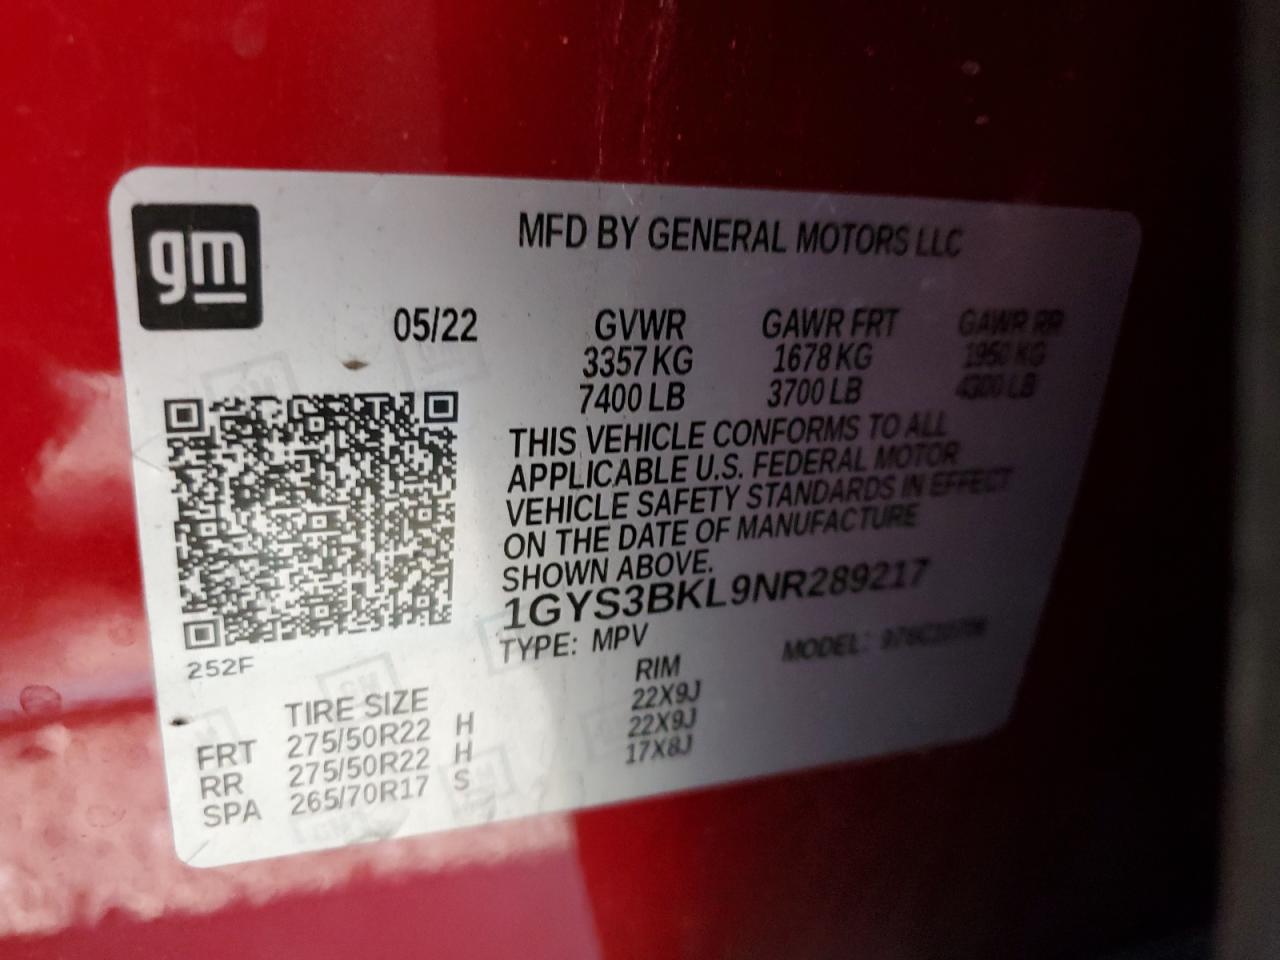 gm
MFD BY GENERAL MOTORS LLC
05/22 GVWR GAWR FRT GAWR RR
3357 KG 1678 KG 1950 KG
7400 LB 3700 LB 4300 LB
THIS VEHICLE CONFORMS TO ALL
APPLICABLE U.S. FEDERAL MOTOR
VEHICLE SAFETY STANDARDS IN EFFECT
ON THE DATE OF MANUFACTURE
SHOWN ABOVE.
1GYS3BKL9NR289217
TYPE: MPV MODEL:
252F
TIRE SIZE RIM
FRT 275/50R22 H 22X9J
RR 275/50R22 H 22X9J
SPA 265/70R17 S 17X8J